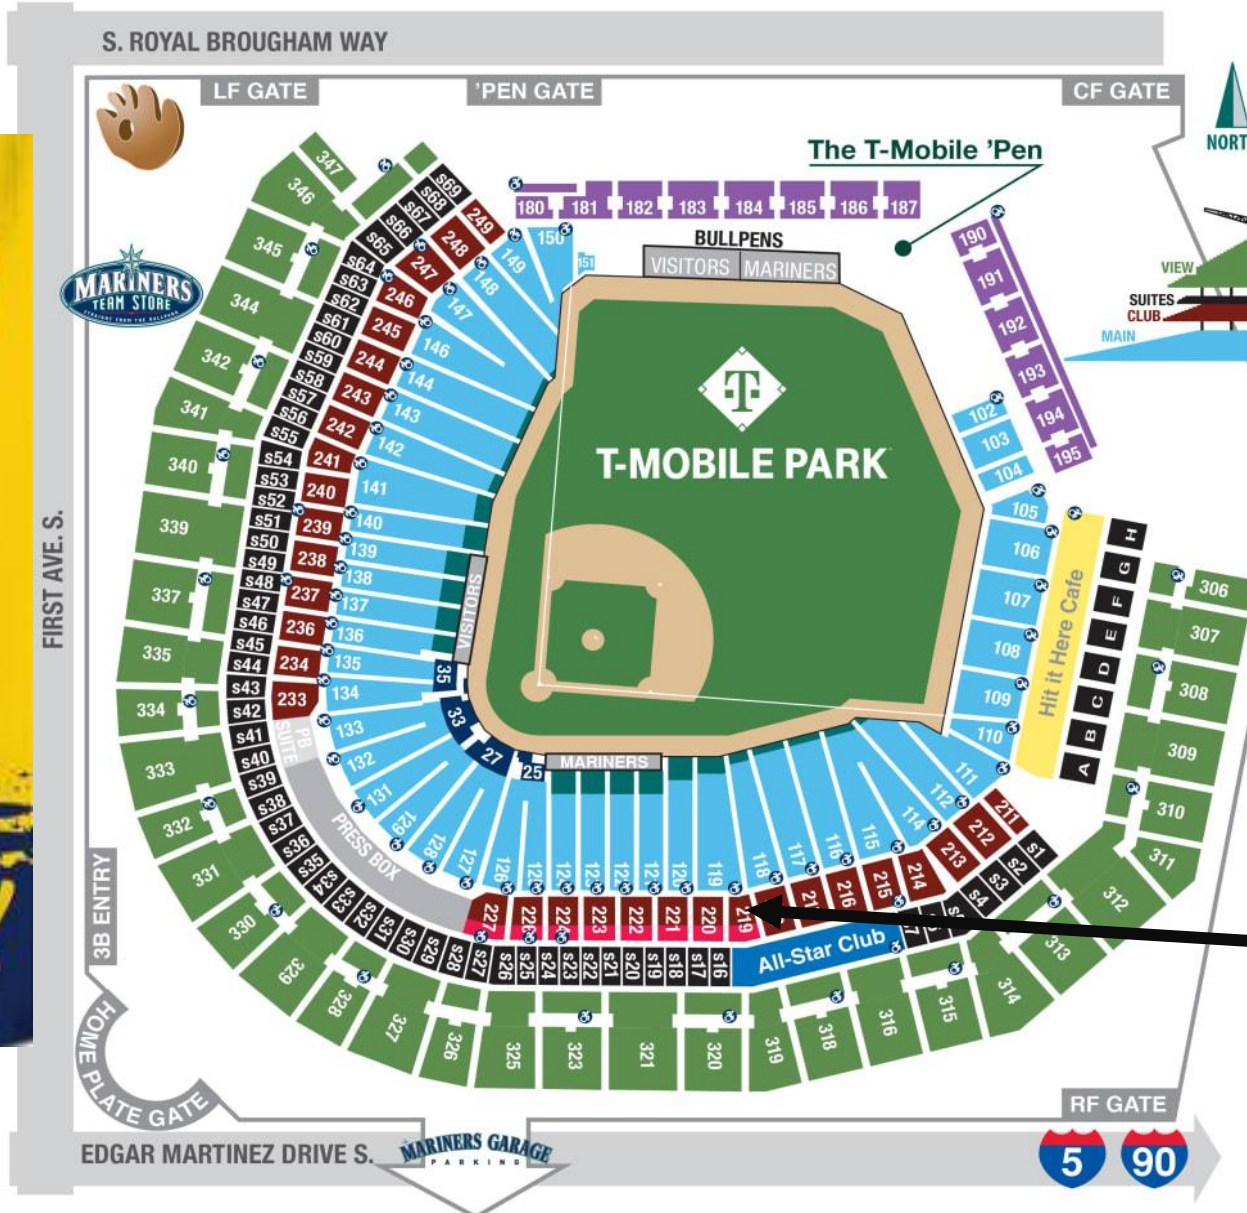 S. ROYAL BROUGHAM WAY
LF GATE
'PEN GATE
CF GATE
NORT
The T-Mobile 'Pen
VIEW
SUITES
CLUB
MAIN
MARINERS
TEAM STORE
FIRST AVE. S.
3B ENTRY
HOME PLATE GATE
EDGAR MARTINEZ DRIVE S.
MARINERS GARAGE
PARKING
RF GATE
5
90
BULLPENS
VISITORS
MARINERS
T
T-MOBILE PARK
VISITORS
MARINERS
Hit it Here Cafe
PB SUITE
PRESS BOX
All-Star Club
180 181 182 183 184 185 186 187
190
191
192
193
194
195
102
103
104
105
106
107
108
109
110
111
112
114
115
116
117
118
119
127
128
129
131
132
133
134
135
136
137
138
139
140
141
142
143
144
146
147
148
149
150
151
25
27
33
35
211
212
213
214
215
216
219
220
221
222
223
224
227
233
234
236
237
238
239
240
241
242
243
244
245
246
247
248
249
s1
s2
s3
s4
s16
s17
s18
s19
s20
s21
s22
s23
s24
s25
s26
s27
s28
s29
s30
s31
s32
s33
s34
s35
s36
s37
s38
s39
s40
s41
s42
s43
s44
s45
s46
s47
s48
s49
s50
s51
s52
s53
s54
s55
s56
s57
s58
s59
s60
s61
s62
s63
s64
s65
s66
s67
s68
s69
H
G
F
E
D
C
B
A
306
307
308
309
310
311
312
313
314
315
316
318
319
320
321
323
325
326
327
328
329
330
331
332
333
334
335
337
339
340
341
342
344
345
346
347